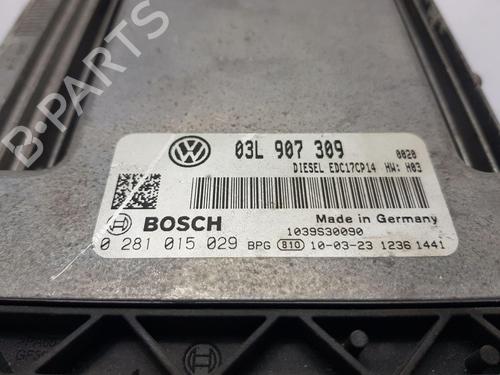 B-PARTS
03L 907 309
0020
DIESEL EDC17CP14 HW: H03
BOSCH
Made in Germany
1039S30090
0 281 015 029 BPG 810 10-03-23 1236 1441